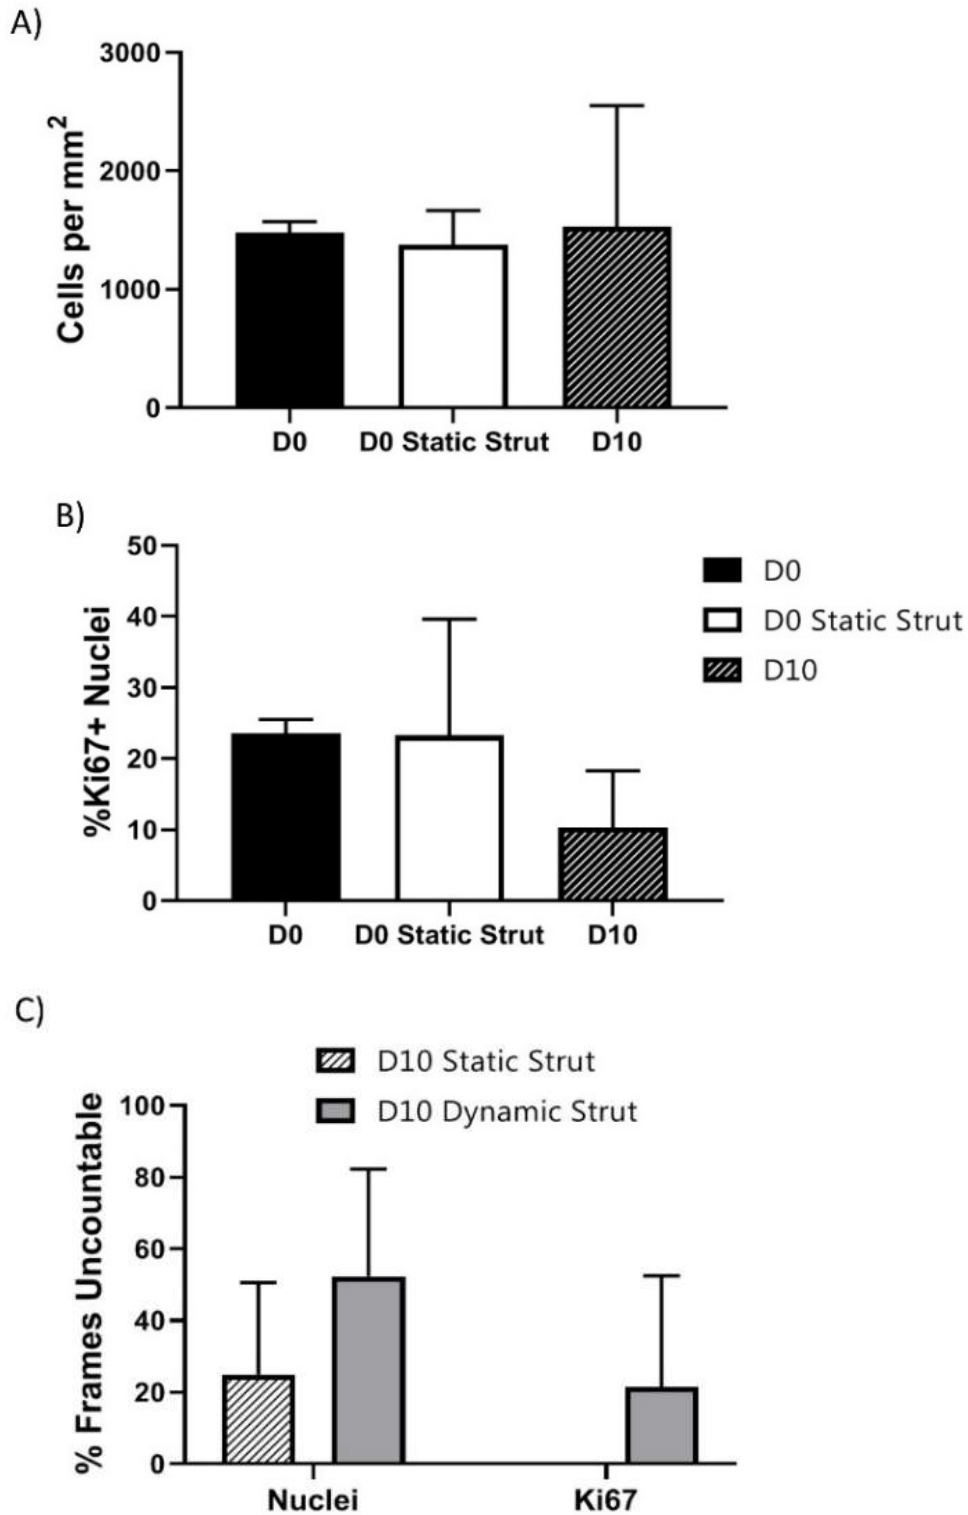 A)
3000
2000
1000
0
Cells per mm²
D0 D0 Static Strut D10
B)
50
40
30
20
10
0
%Ki67+ Nuclei
D0 D0 Static Strut D10
D0
D0 Static Strut
D10
C)
D10 Static Strut
D10 Dynamic Strut
100
80
60
40
20
0
% Frames Uncountable
Nuclei Ki67